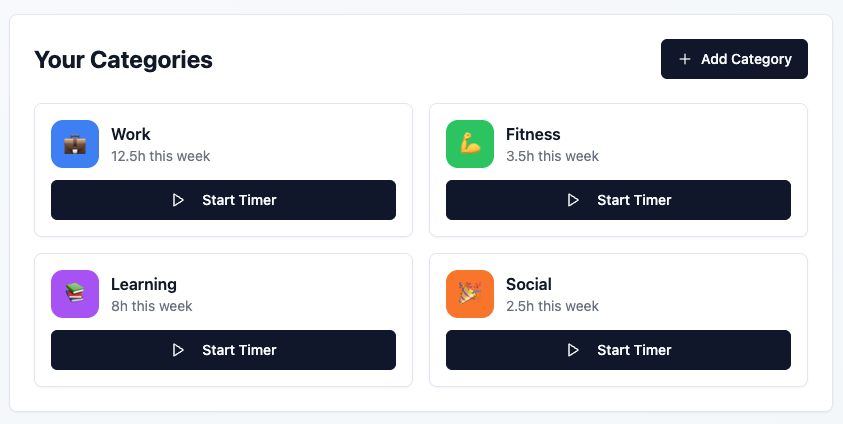 Your Categories
Add Category
Work
12.5h this week
Start Timer
Fitness
3.5h this week
Start Timer
Learning
8h this week
Start Timer
Social
2.5h this week
Start Timer